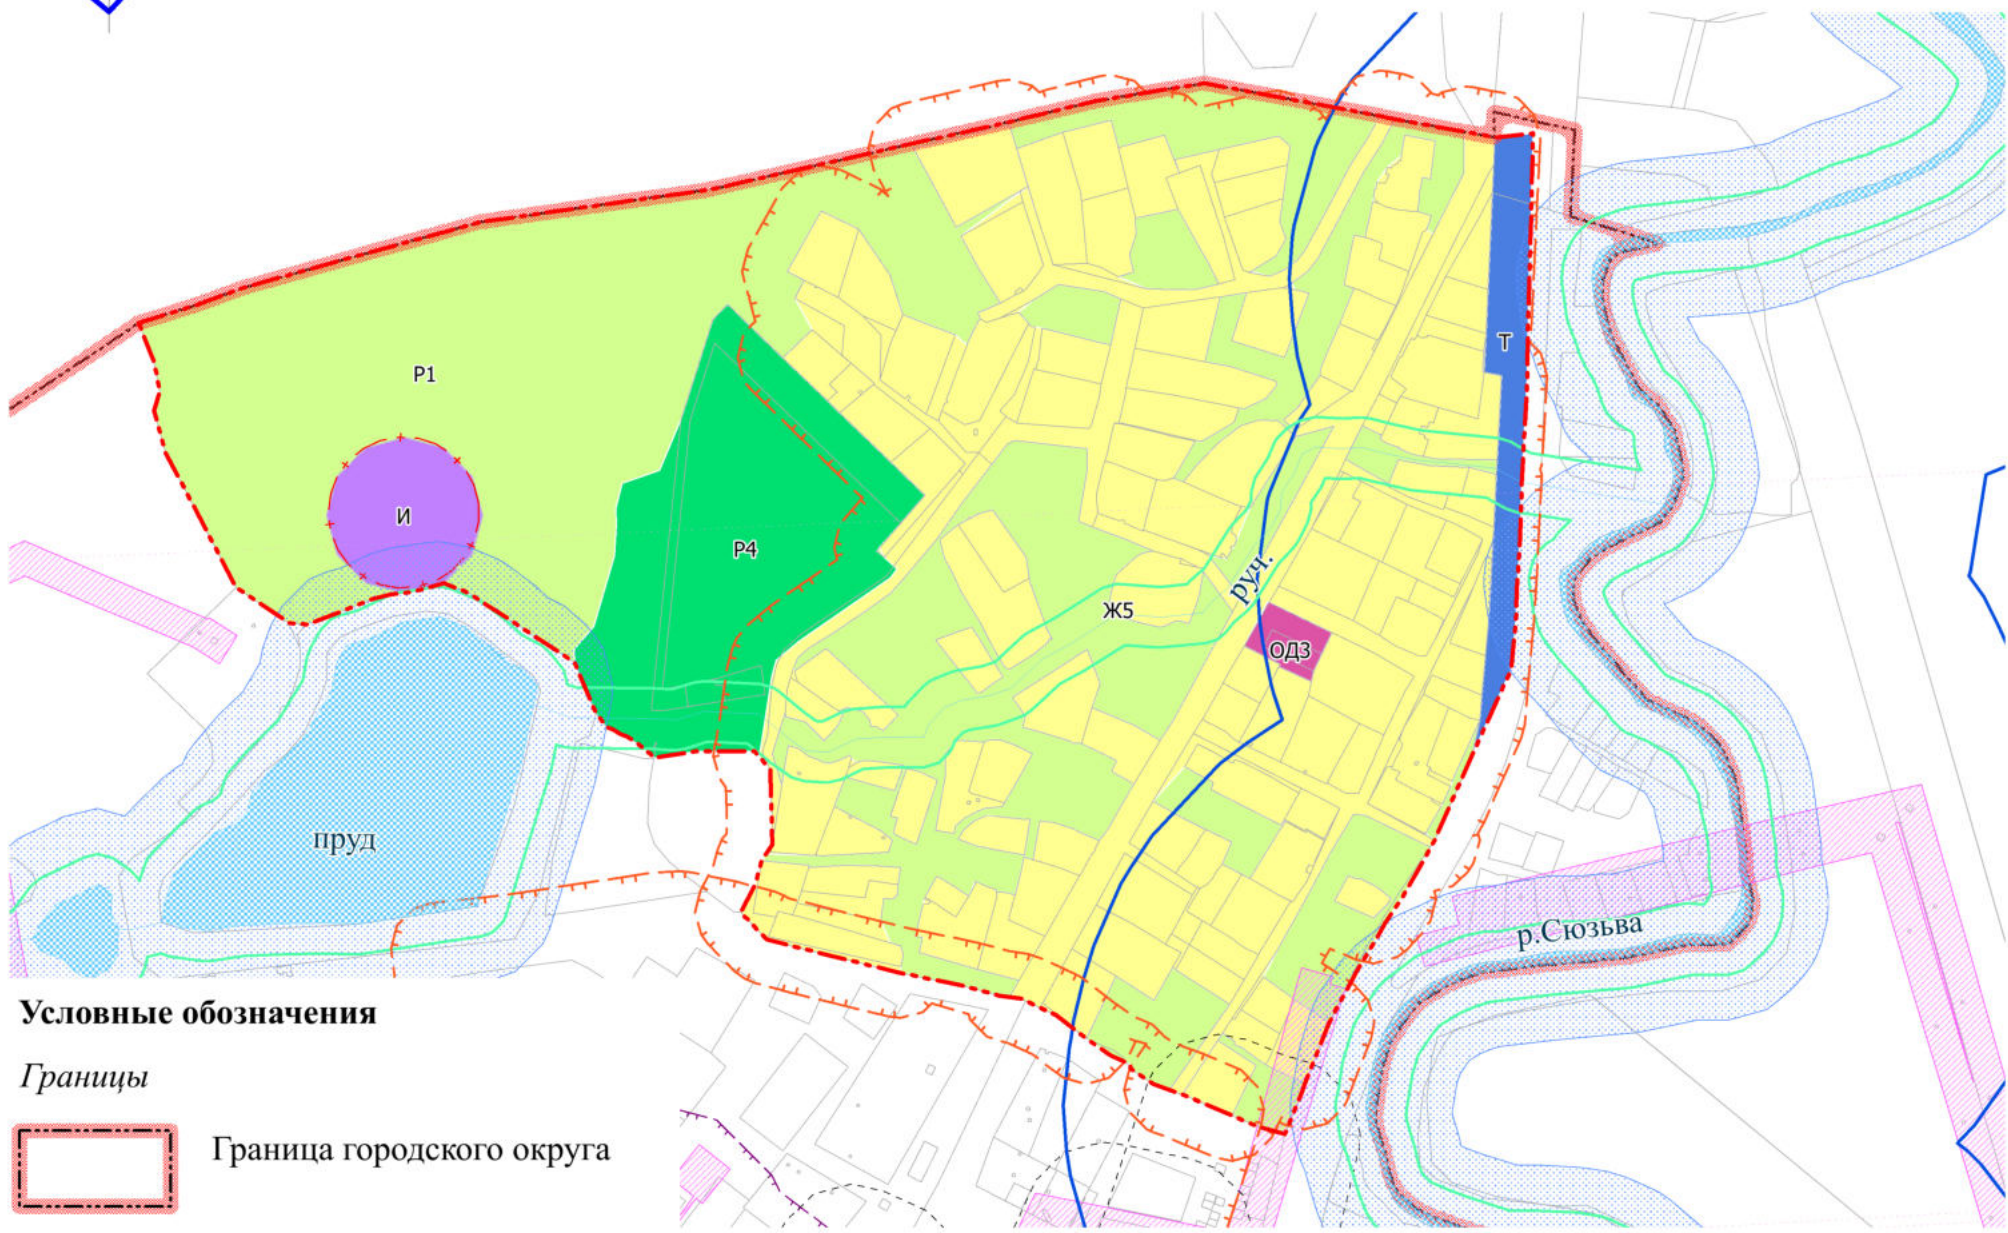 Т
Р1
И
Р4
руч.
Ж5
ОДЗ
пруд
р.Сюзьва
Условные обозначения
Границы
Граница городского округа